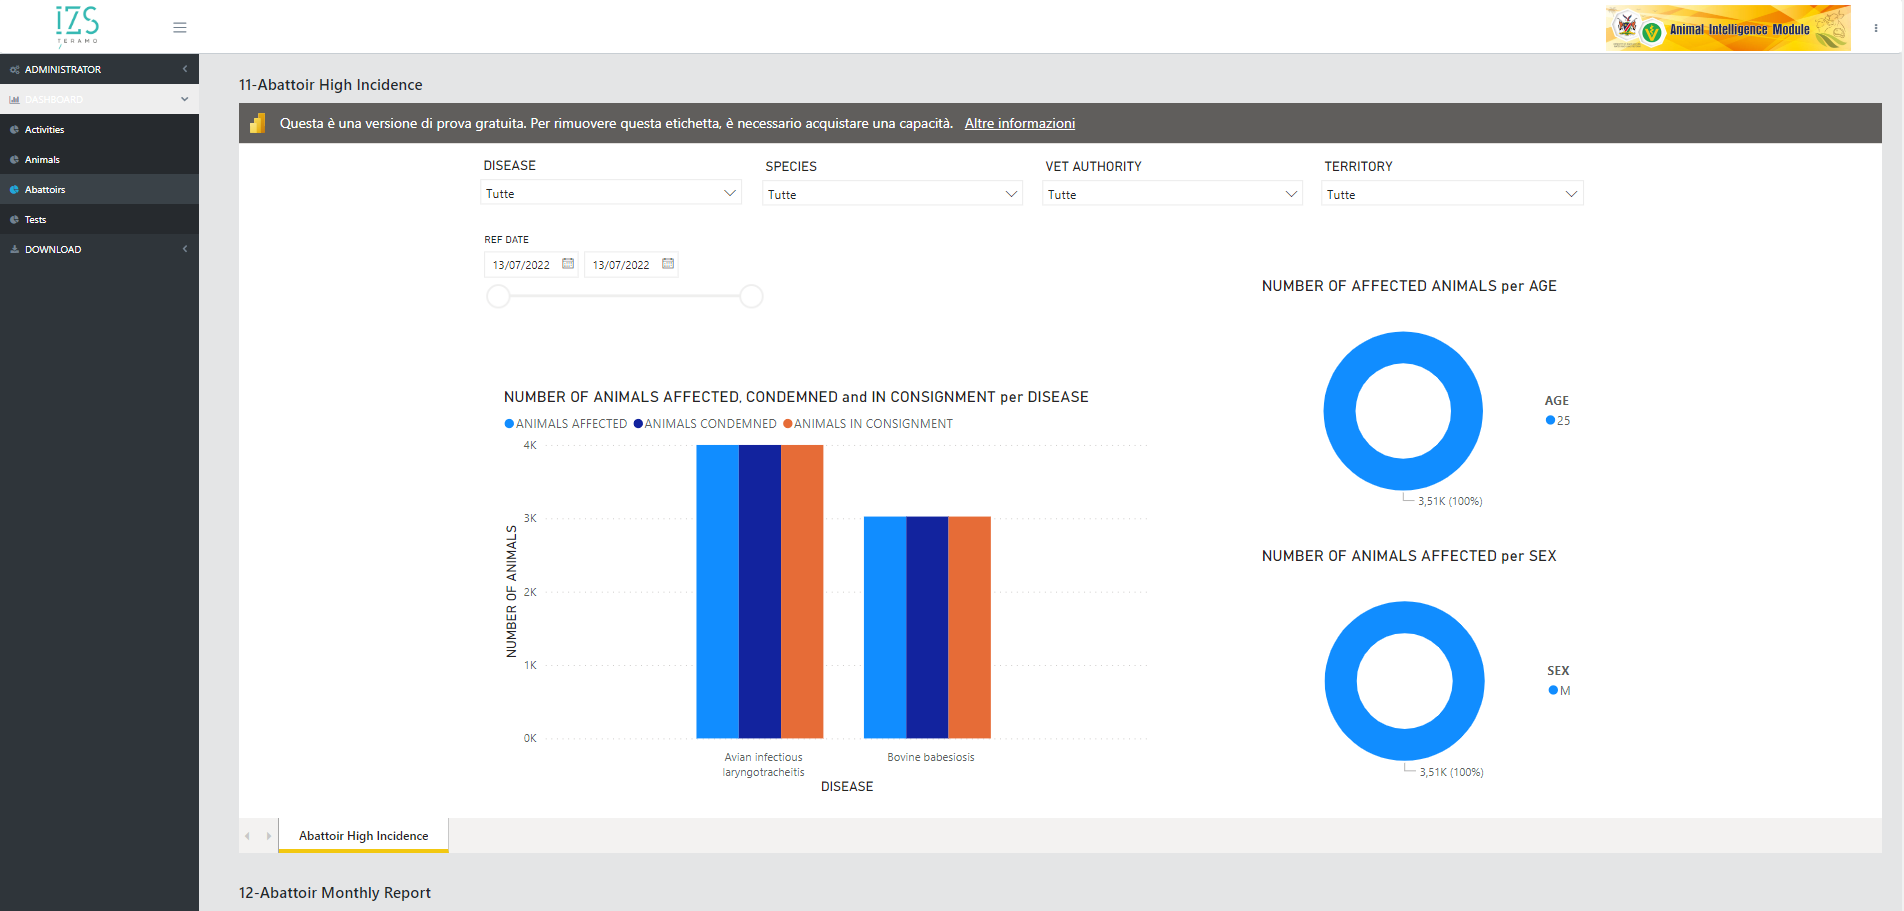 IZS
TERAMO
Animal Intelligence Module
ADMINISTRATOR
DASHBOARD
Activities
Animals
Abattoirs
Tests
DOWNLOAD
11-Abattoir High Incidence
Questa è una versione di prova gratuita. Per rimuovere questa etichetta, è necessario acquistare una capacità. Altre informazioni
DISEASE
Tutte
SPECIES
Tutte
VET AUTHORITY
Tutte
TERRITORY
Tutte
REF DATE
13/07/2022
13/07/2022
NUMBER OF ANIMALS AFFECTED, CONDEMNED and IN CONSIGNMENT per DISEASE
ANIMALS AFFECTED ANIMALS CONDEMNED ANIMALS IN CONSIGNMENT
NUMBER OF ANIMALS
4K
3K
2K
1K
0K
Avian infectious
laryngotracheitis
Bovine babesiosis
DISEASE
NUMBER OF AFFECTED ANIMALS per AGE
AGE
25
3,51K (100%)
NUMBER OF ANIMALS AFFECTED per SEX
SEX
M
3,51K (100%)
Abattoir High Incidence
12-Abattoir Monthly Report